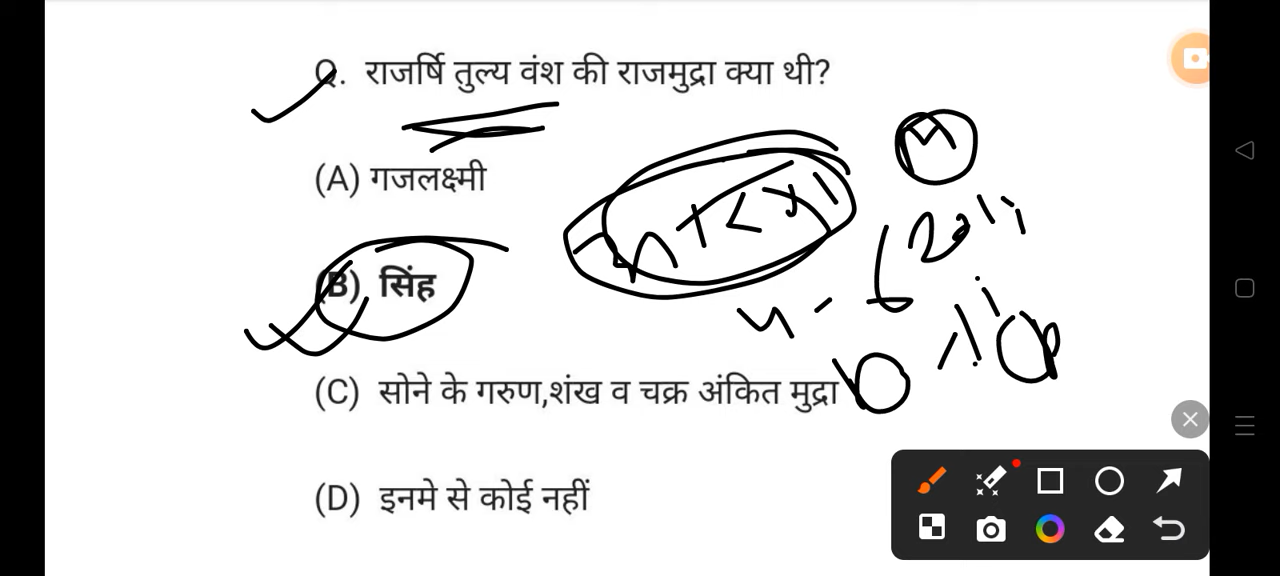 Q. राजर्षि तुल्य वंश की राजमुद्रा क्या थी?
(A) गजलक्ष्मी
(B) सिंह
(C) सोने के गरुण,शंख व चक्र अंकित मुद्रा
(D) इनमे से कोई नहीं